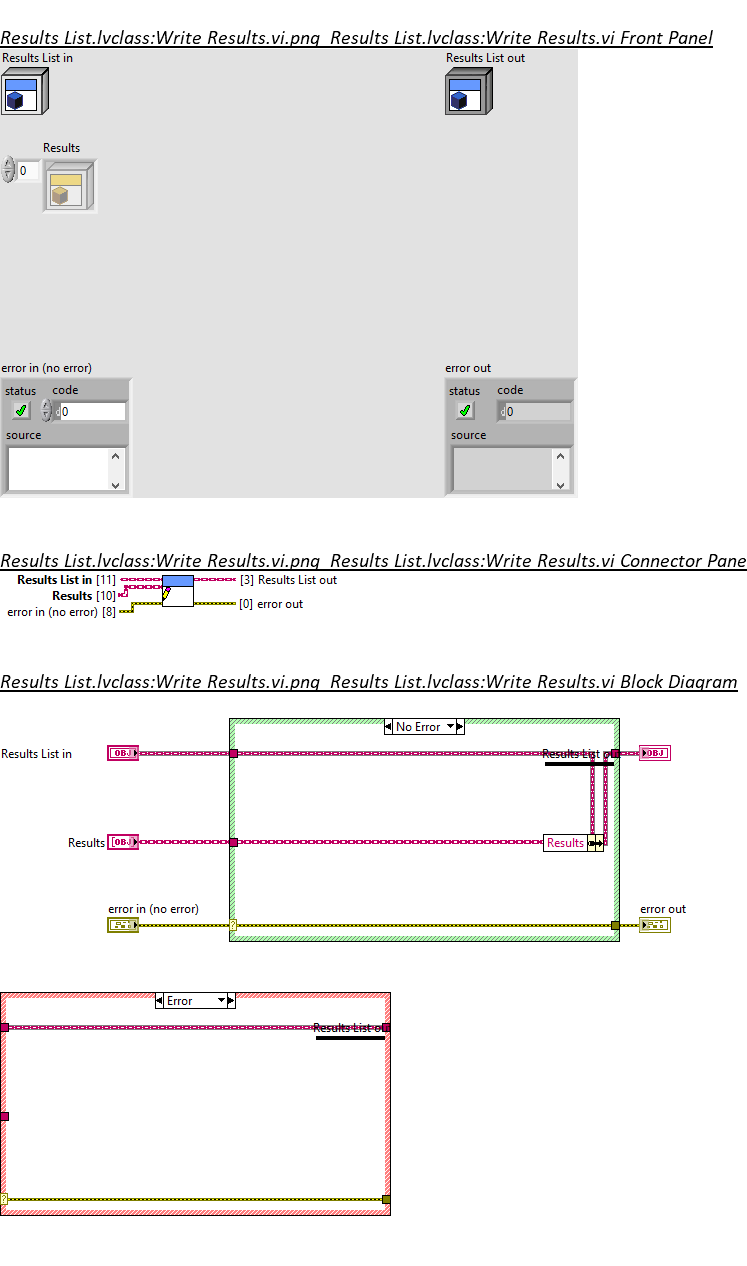 Results List.lvclass:Write Results.vi.png  Results List.lvclass:Write Results.vi Front Panel
Results List in
Results List out
Results
0
error in (no error)
error out
status code
status code
d0
d0
source
source
Results List.lvclass:Write Results.vi.png  Results List.lvclass:Write Results.vi Connector Pane
Results List in [11]
[3] Results List out
Results [10]
[0] error out
error in (no error) [8]
Results List.lvclass:Write Results.vi.png  Results List.lvclass:Write Results.vi Block Diagram
No Error
Results List in
OBJ
Results List o
OBJ
Results
[OBJ
Results
error in (no error)
error out
?
Error
Results List ou
?